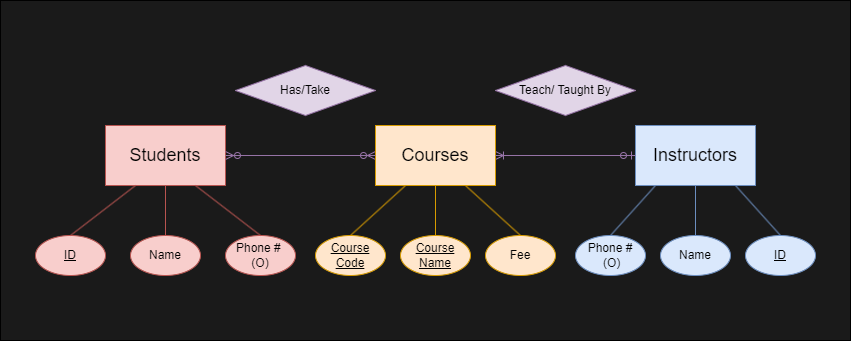 Has/Take
Teach/ Taught By
Students
Courses
Instructors
ID
Name
Phone #
(O)
Course
Code
Course
Name
Fee
Phone #
(O)
Name
ID